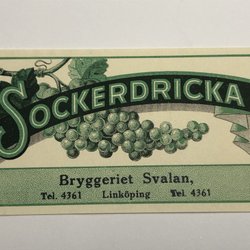 SOCKERDRICKA
Bryggeriet Svalan,
Tel. 4361 Linköping Tel. 4361